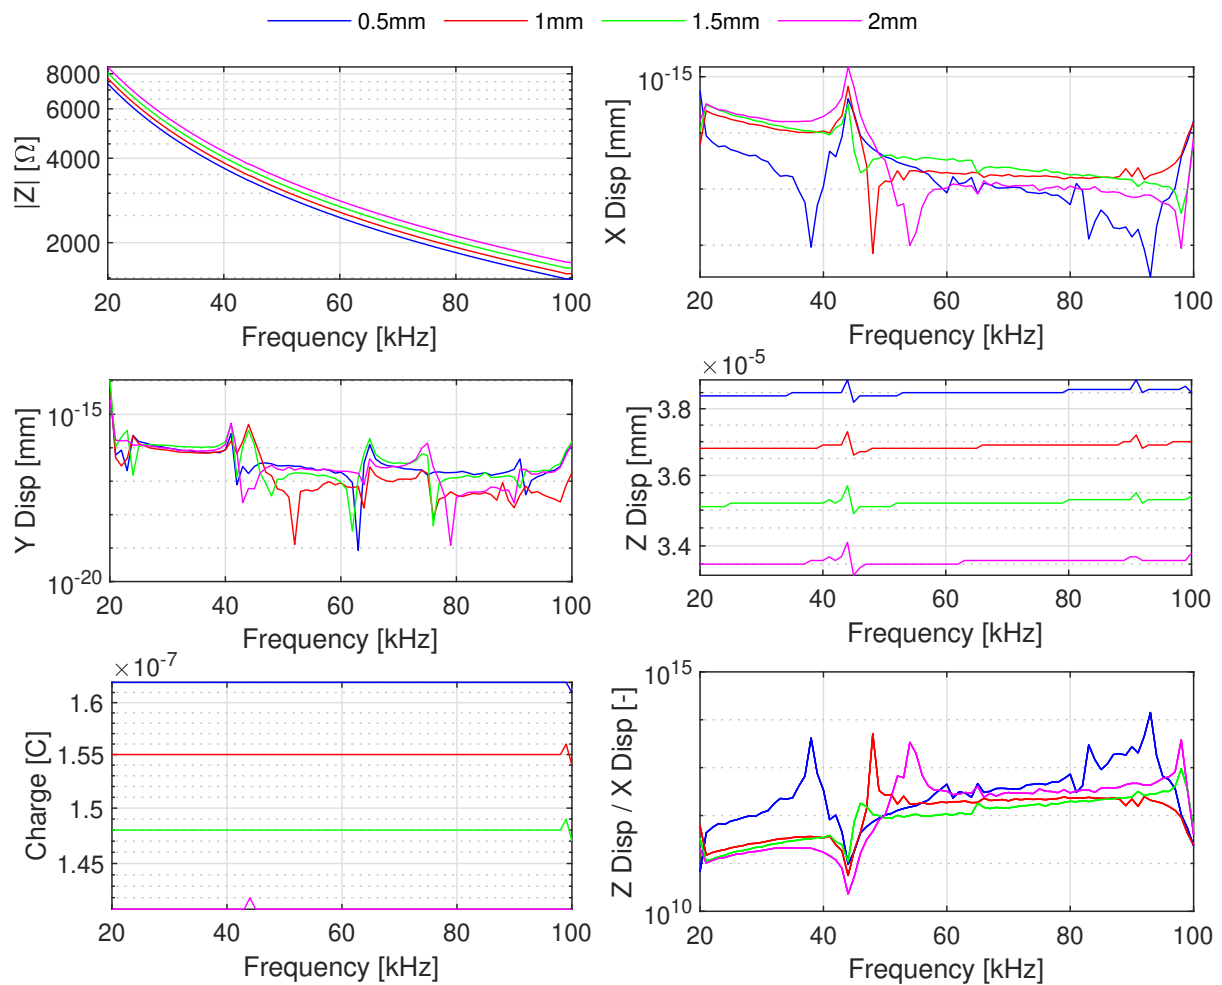 0.5mm 1mm 1.5mm 2mm
8000
6000
4000
2000
|Z| [Ω]
20 40 60 80 100
Frequency [kHz]
10^-15
X Disp [mm]
20 40 60 80 100
Frequency [kHz]
10^-15
10^-20
Y Disp [mm]
20 40 60 80 100
Frequency [kHz]
×10^-5
3.8
3.6
3.4
Z Disp [mm]
20 40 60 80 100
Frequency [kHz]
×10^-7
1.6
1.55
1.5
1.45
Charge [C]
20 40 60 80 100
Frequency [kHz]
10^15
10^10
Z Disp / X Disp [-]
20 40 60 80 100
Frequency [kHz]